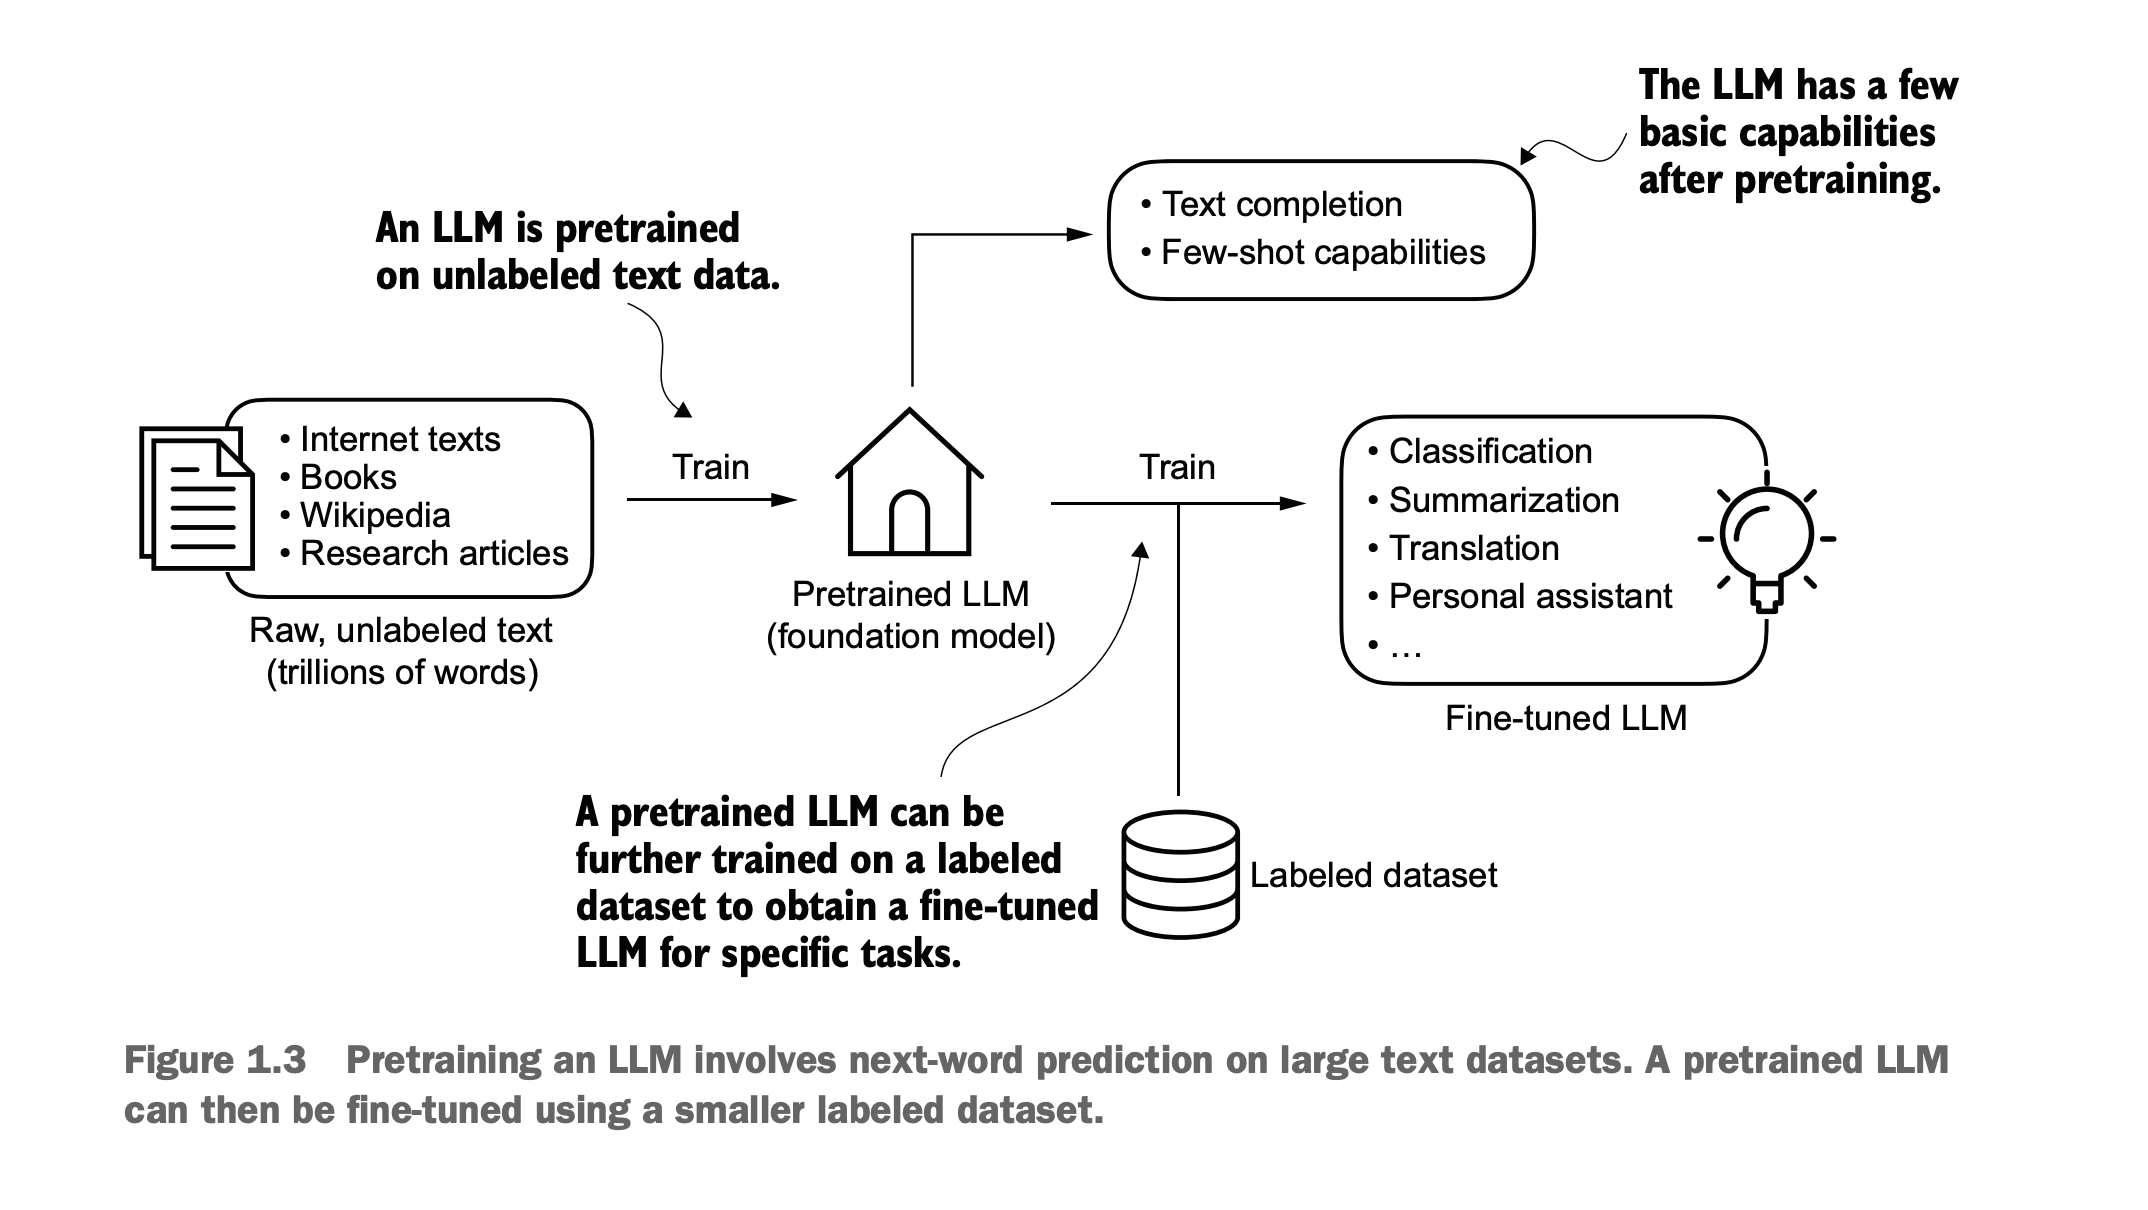 The LLM has a few
basic capabilities
after pretraining.
• Text completion
• Few-shot capabilities
An LLM is pretrained
on unlabeled text data.
• Internet texts
• Books
• Wikipedia
• Research articles
Raw, unlabeled text
(trillions of words)
Train
Pretrained LLM
(foundation model)
Train
• Classification
• Summarization
• Translation
• Personal assistant
• …
Fine-tuned LLM
A pretrained LLM can be
further trained on a labeled
dataset to obtain a fine-tuned
LLM for specific tasks.
Labeled dataset
Figure 1.3 Pretraining an LLM involves next-word prediction on large text datasets. A pretrained LLM
can then be fine-tuned using a smaller labeled dataset.